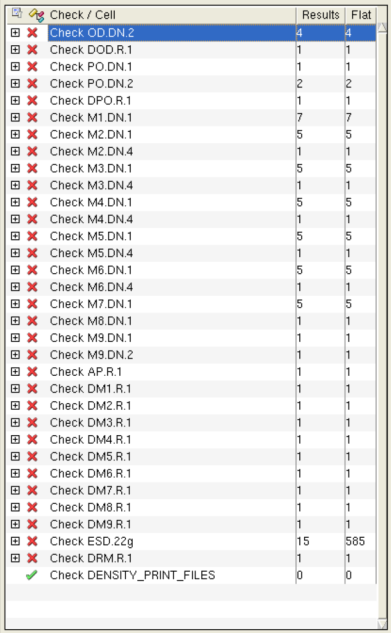 Check / Cell Results Flat
Check OD.DN.2 4 4
Check DOD.R.1 1 1
Check PO.DN.1 1 1
Check PO.DN.2 2 2
Check DPO.R.1 1 1
Check M1.DN.1 7 7
Check M2.DN.1 5 5
Check M2.DN.4 1 1
Check M3.DN.1 5 5
Check M3.DN.4 1 1
Check M4.DN.1 5 5
Check M4.DN.4 1 1
Check M5.DN.1 5 5
Check M5.DN.4 1 1
Check M6.DN.1 5 5
Check M6.DN.4 1 1
Check M7.DN.1 5 5
Check M8.DN.1 1 1
Check M9.DN.1 1 1
Check M9.DN.2 1 1
Check AP.R.1 1 1
Check DM1.R.1 1 1
Check DM2.R.1 1 1
Check DM3.R.1 1 1
Check DM4.R.1 1 1
Check DM5.R.1 1 1
Check DM6.R.1 1 1
Check DM7.R.1 1 1
Check DM8.R.1 1 1
Check DM9.R.1 1 1
Check ESD.22g 15 585
Check DRM.R.1 1 1
Check DENSITY_PRINT_FILES 0 0